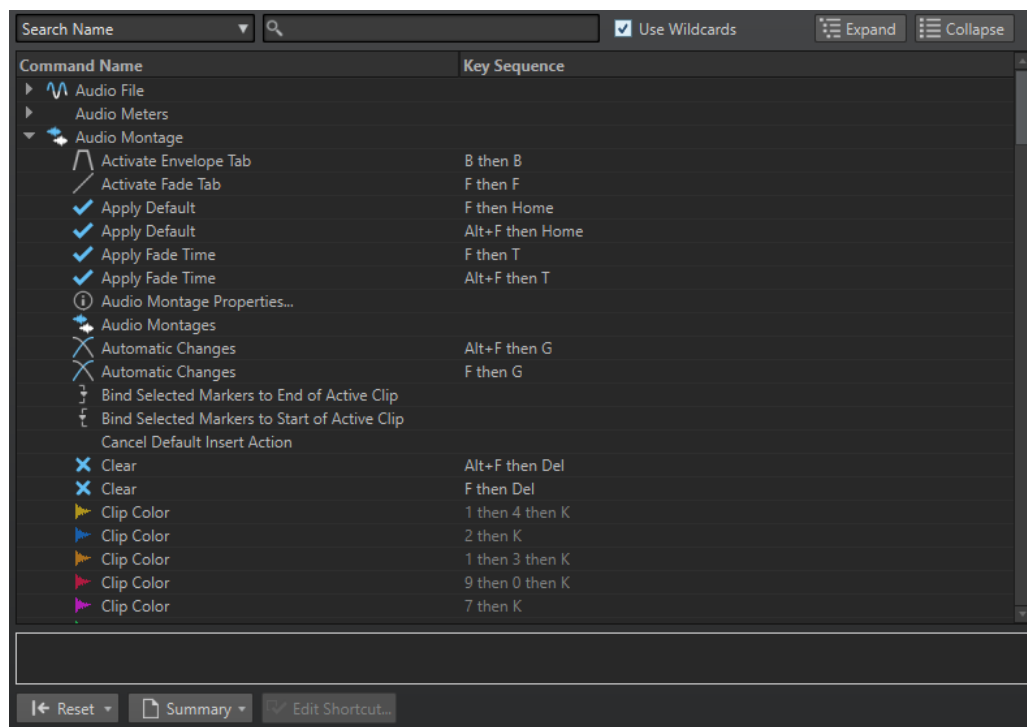 Search Name Use Wildcards Expand Collapse
Command Name Key Sequence
Audio File
Audio Meters
Audio Montage
Activate Envelope Tab B then B
Activate Fade Tab F then F
Apply Default F then Home
Apply Default Alt+F then Home
Apply Fade Time F then T
Apply Fade Time Alt+F then T
Audio Montage Properties...
Audio Montages
Automatic Changes Alt+F then G
Automatic Changes F then G
Bind Selected Markers to End of Active Clip
Bind Selected Markers to Start of Active Clip
Cancel Default Insert Action
Clear Alt+F then Del
Clear F then Del
Clip Color 1 then 4 then K
Clip Color 2 then K
Clip Color 1 then 3 then K
Clip Color 9 then 0 then K
Clip Color 7 then K
Reset Summary Edit Shortcut...